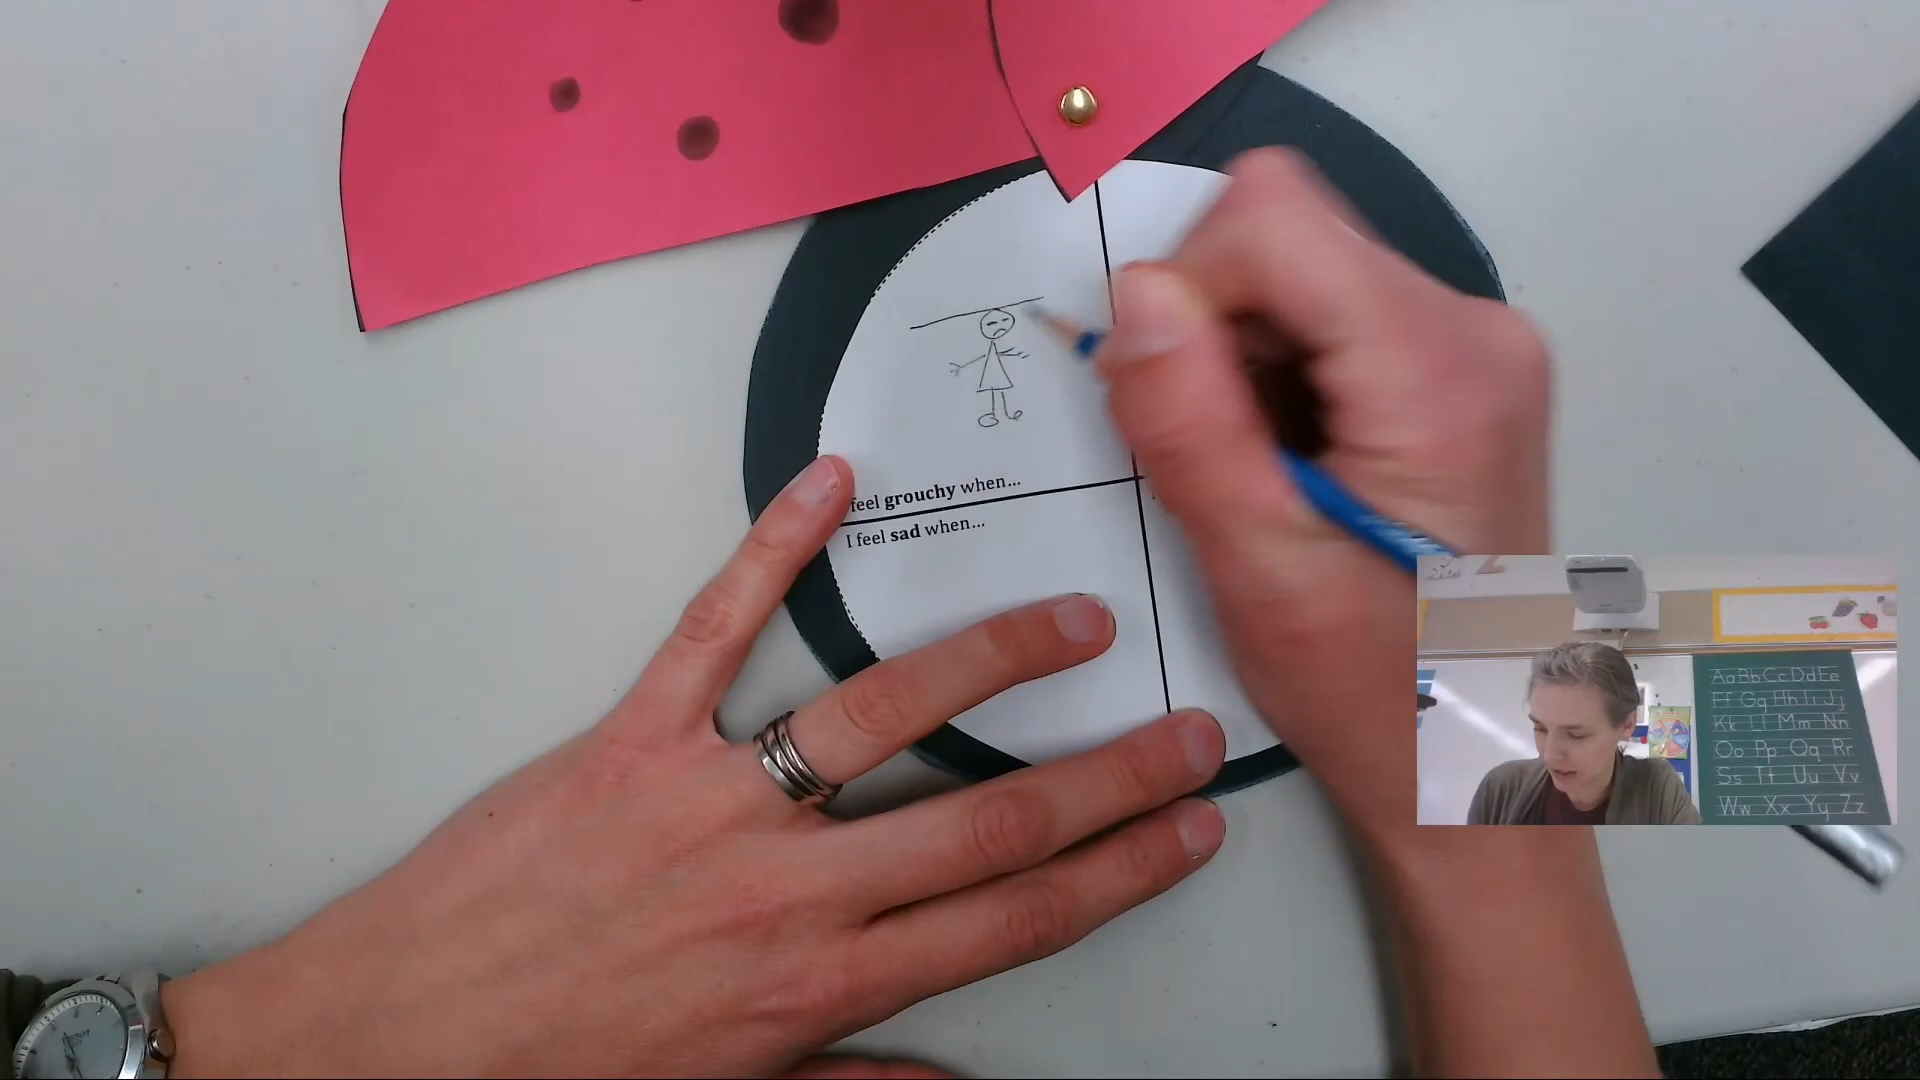 feel grouchy when...
I feel sad when...
Aa Bb Cc Dd Ee
Ff Gg Hh Ii Jj
Kk Ll Mm Nn
Oo Pp Qq Rr
Ss Tt Uu Vv
Ww Xx Yy Zz